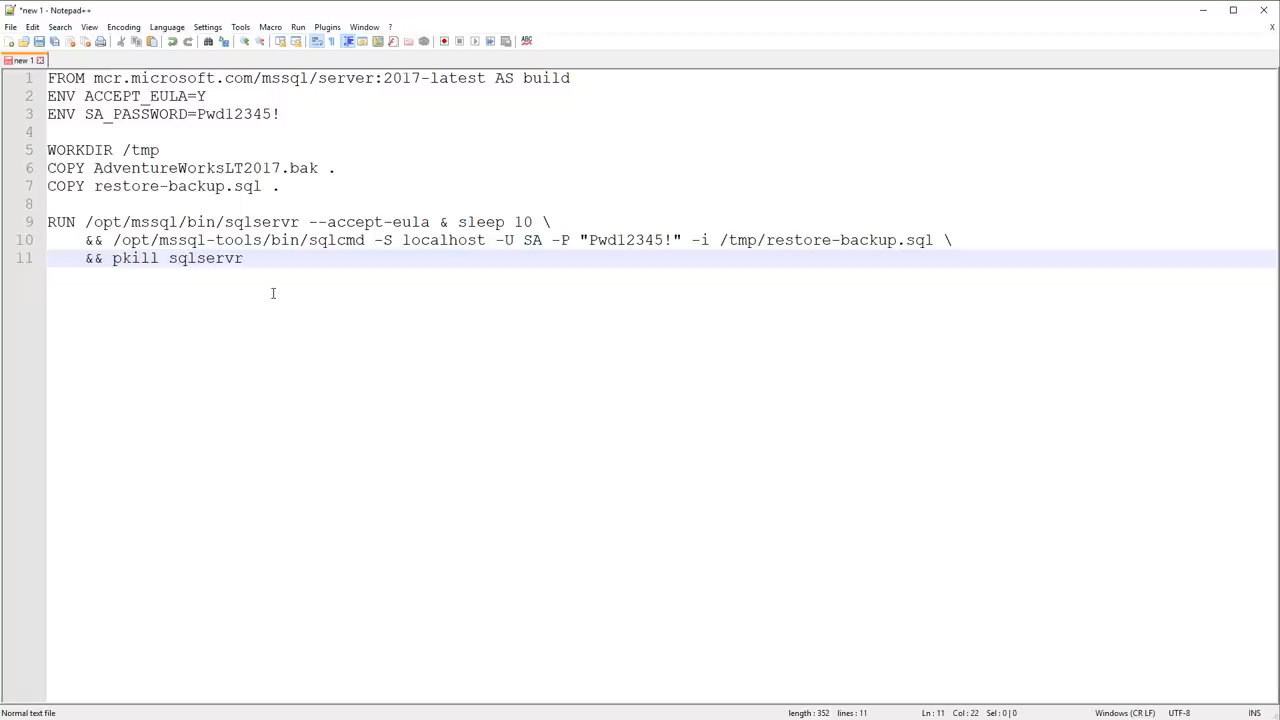 *new 1 - Notepad++
File Edit Search View Encoding Language Settings Tools Macro Run Plugins Window ? X
ABC
new 1
1 FROM mcr.microsoft.com/mssql/server:2017-latest AS build
2 ENV ACCEPT_EULA=Y
3 ENV SA_PASSWORD=Pwd12345!
4
5 WORKDIR /tmp
6 COPY AdventureWorksLT2017.bak .
7 COPY restore-backup.sql .
8
9 RUN /opt/mssql/bin/sqlservr --accept-eula & sleep 10 \
10 && /opt/mssql-tools/bin/sqlcmd -S localhost -U SA -P "Pwd12345!" -i /tmp/restore-backup.sql \
11 && pkill sqlservr
Normal text file length : 352 lines : 11 Ln : 11 Col : 22 Sel : 0 | 0 Windows (CR LF) UTF-8 INS